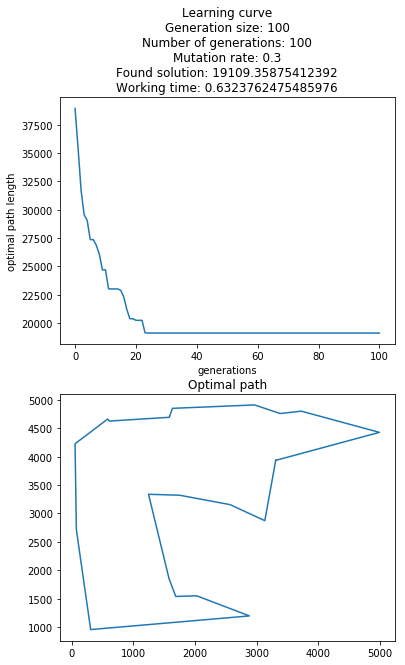 Learning curve
Generation size: 100
Number of generations: 100
Mutation rate: 0.3
Found solution: 19109.35875412392
Working time: 0.6323762475485976
37500
35000
32500
30000
27500
25000
22500
20000
optimal path length
0 20 40 60 80 100
generations
Optimal path
5000
4500
4000
3500
3000
2500
2000
1500
1000
0 1000 2000 3000 4000 5000